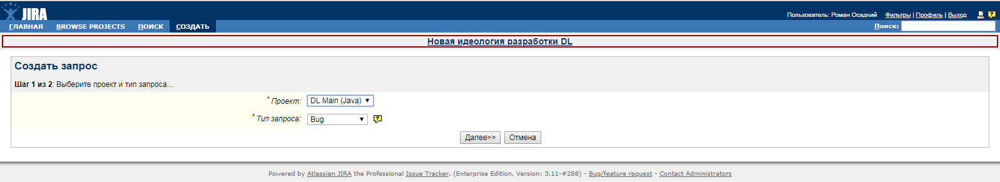 JIRA
Пользователь: Роман Осадчий Фильтры | Профиль | Выход
ГЛАВНАЯ BROWSE PROJECTS ПОИСК СОЗДАТЬ Поиск:
Новая идеология разработки DL
Создать запрос
Шаг 1 из 2: Выберите проект и тип запроса...
* Проект: DL Main (Java)
* Тип запроса: Bug ?
Далее>> Отмена
Powered by Atlassian JIRA the Professional Issue Tracker. (Enterprise Edition, Version: 3.11-#288) - Bug/feature request - Contact Administrators